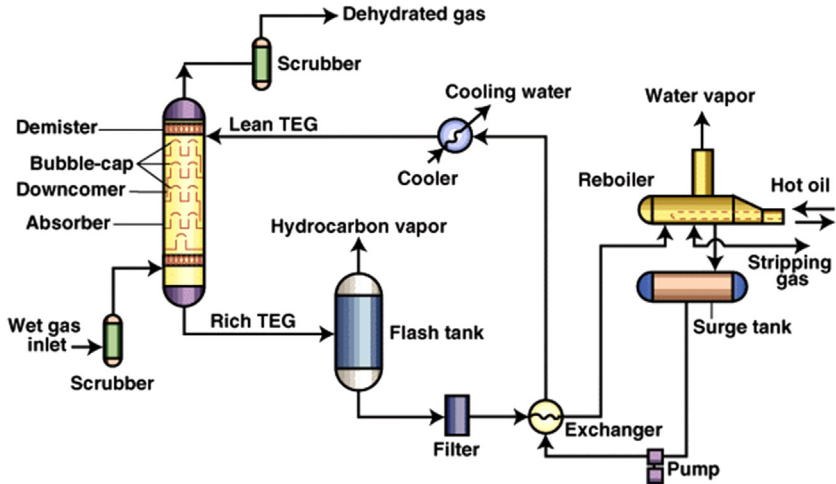 Dehydrated gas
Scrubber
Cooling water
Water vapor
Demister
Lean TEG
Bubble-cap
Cooler
Reboiler
Hot oil
Downcomer
Absorber
Hydrocarbon vapor
Stripping
gas
Wet gas
inlet
Rich TEG
Flash tank
Surge tank
Scrubber
Filter
Exchanger
Pump